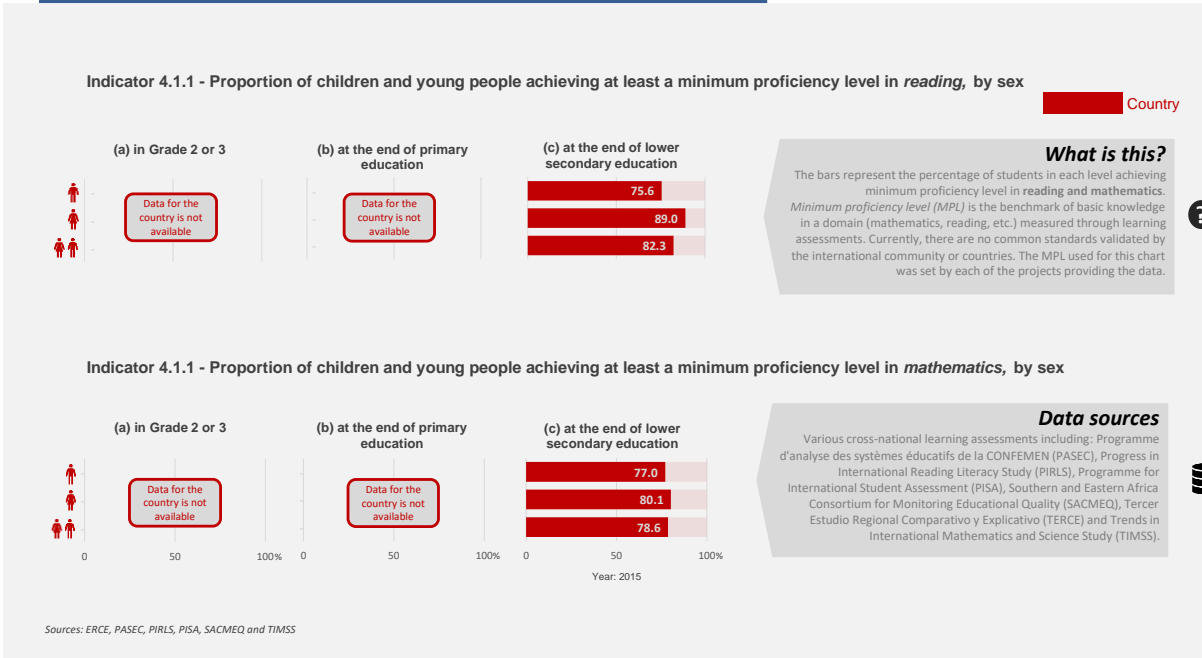 Indicator 4.1.1 - Proportion of children and young people achieving at least a minimum proficiency level in reading, by sex
Country
(a) in Grade 2 or 3
(b) at the end of primary
education
(c) at the end of lower
secondary education
Data for the
country is not
available
Data for the
country is not
available
75.6
89.0
82.3
What is this?
The bars represent the percentage of students in each level achieving
minimum proficiency level in reading and mathematics.
Minimum proficiency level (MPL) is the benchmark of basic knowledge
in a domain (mathematics, reading, etc.) measured through learning
assessments. Currently, there are no common standards validated by
the international community or countries. The MPL used for this chart
was set by each of the projects providing the data.
?
Indicator 4.1.1 - Proportion of children and young people achieving at least a minimum proficiency level in mathematics, by sex
(a) in Grade 2 or 3
(b) at the end of primary
education
(c) at the end of lower
secondary education
Data for the
country is not
available
Data for the
country is not
available
77.0
80.1
78.6
0 50 100%
0 50 100%
0 50 100%
Year: 2015
Data sources
Various cross-national learning assessments including: Programme
d'analyse des systèmes éducatifs de la CONFEMEN (PASEC), Progress in
International Reading Literacy Study (PIRLS), Programme for
International Student Assessment (PISA), Southern and Eastern Africa
Consortium for Monitoring Educational Quality (SACMEQ), Tercer
Estudio Regional Comparativo y Explicativo (TERCE) and Trends in
International Mathematics and Science Study (TIMSS).
Sources: ERCE, PASEC, PIRLS, PISA, SACMEQ and TIMSS